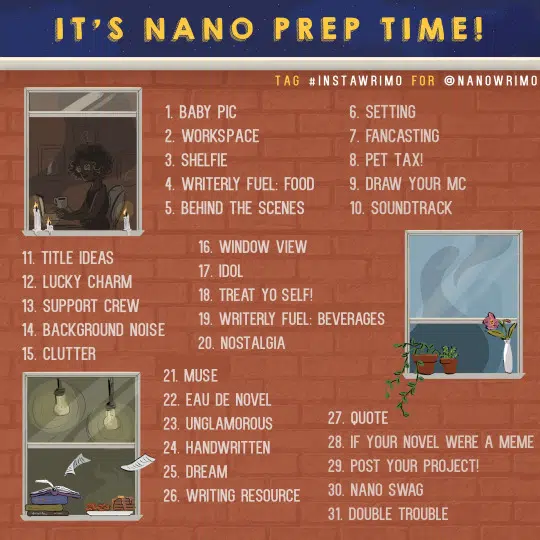 IT'S NANO PREP TIME!
TAG #INSTAWRIMO FOR @NANOWRIMO
1. BABY PIC
2. WORKSPACE
3. SHELFIE
4. WRITERLY FUEL: FOOD
5. BEHIND THE SCENES
6. SETTING
7. FANCASTING
8. PET TAX!
9. DRAW YOUR MC
10. SOUNDTRACK
11. TITLE IDEAS
12. LUCKY CHARM
13. SUPPORT CREW
14. BACKGROUND NOISE
15. CLUTTER
16. WINDOW VIEW
17. IDOL
18. TREAT YO SELF!
19. WRITERLY FUEL: BEVERAGES
20. NOSTALGIA
21. MUSE
22. EAU DE NOVEL
23. UNGLAMOROUS
24. HANDWRITTEN
25. DREAM
26. WRITING RESOURCE
27. QUOTE
28. IF YOUR NOVEL WERE A MEME
29. POST YOUR PROJECT!
30. NANO SWAG
31. DOUBLE TROUBLE